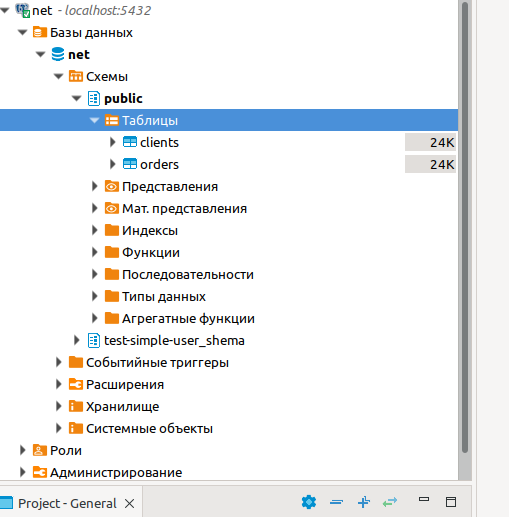 net - localhost:5432
Базы данных
net
Схемы
public
Таблицы
clients 24K
orders 24K
Представления
Мат. представления
Индексы
Функции
Последовательности
Типы данных
Агрегатные функции
test-simple-user_shema
Событийные триггеры
Расширения
Хранилище
Системные объекты
Роли
Администрирование
Project - General